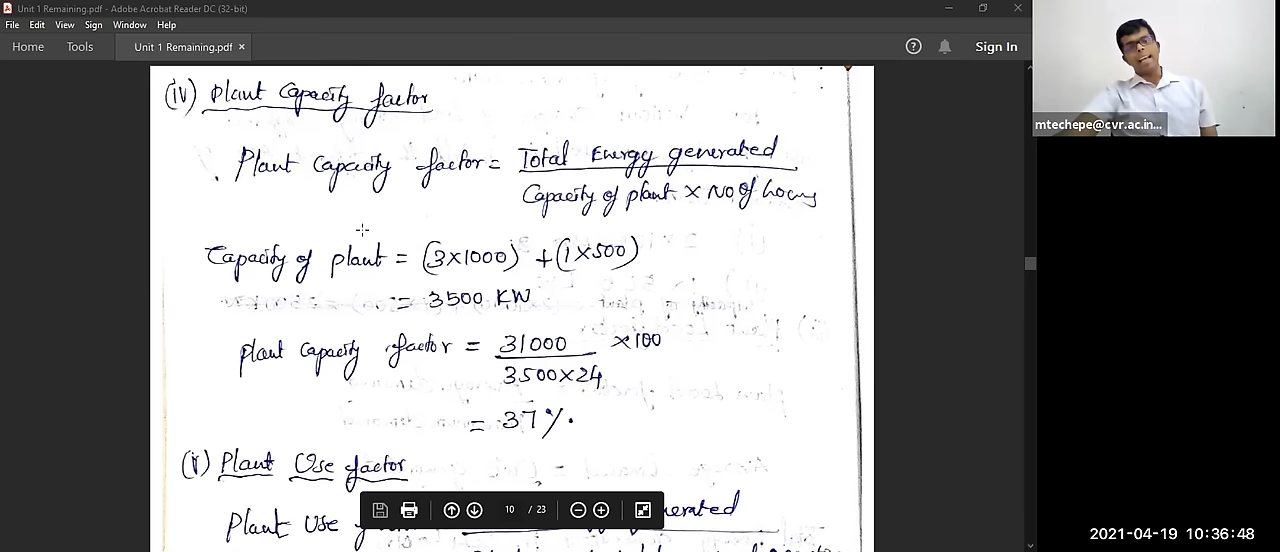 Unit 1 Remaining.pdf - Adobe Acrobat Reader DC (32-bit)
File Edit View Sign Window Help
Home Tools Unit 1 Remaining.pdf × Sign In
mtechepe@cvr.ac.in...
(iv) Plant Capacity factor
Plant Capacity factor = Total Energy generated
Capacity of plant × No of hours
Capacity of plant = (3×1000) + (1×500)
= 3500 KW
Plant Capacity factor = 31000 ×100
3500×24
= 37%.
(v) Plant Use factor
10 / 23
Plant Use
2021-04-19 10:36:48